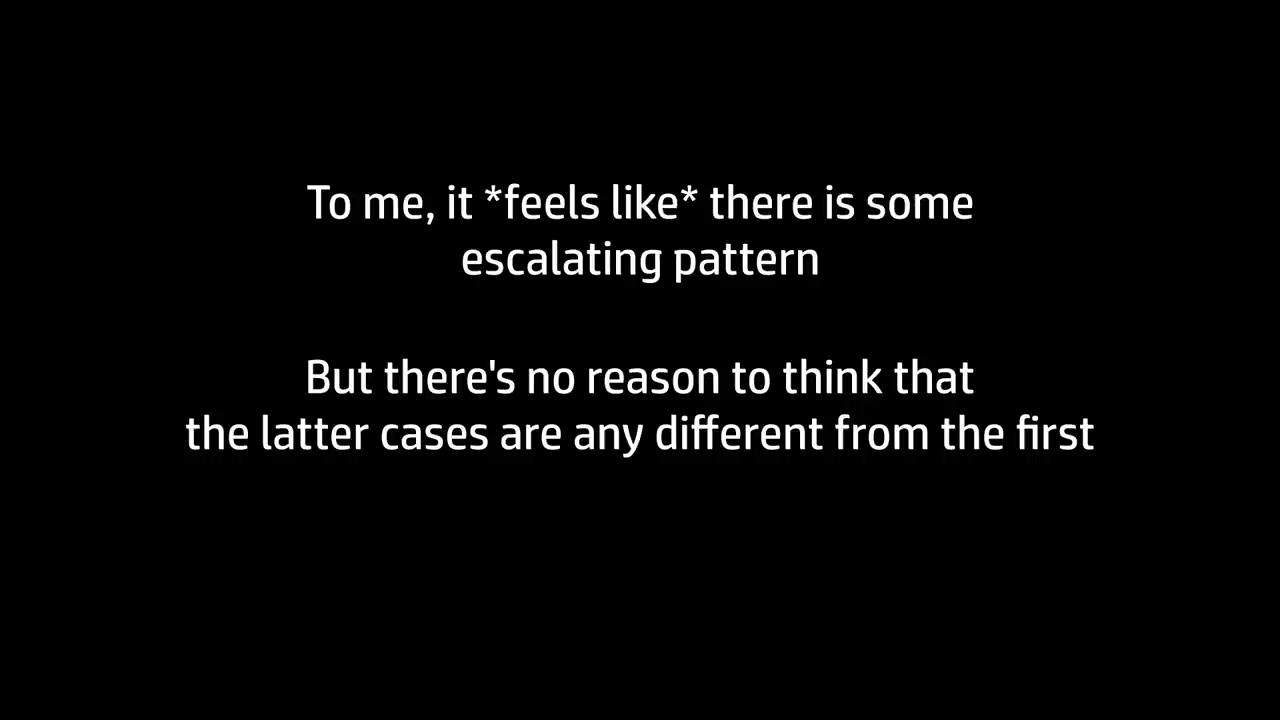 To me, it *feels like* there is some
escalating pattern
But there's no reason to think that
the latter cases are any different from the first